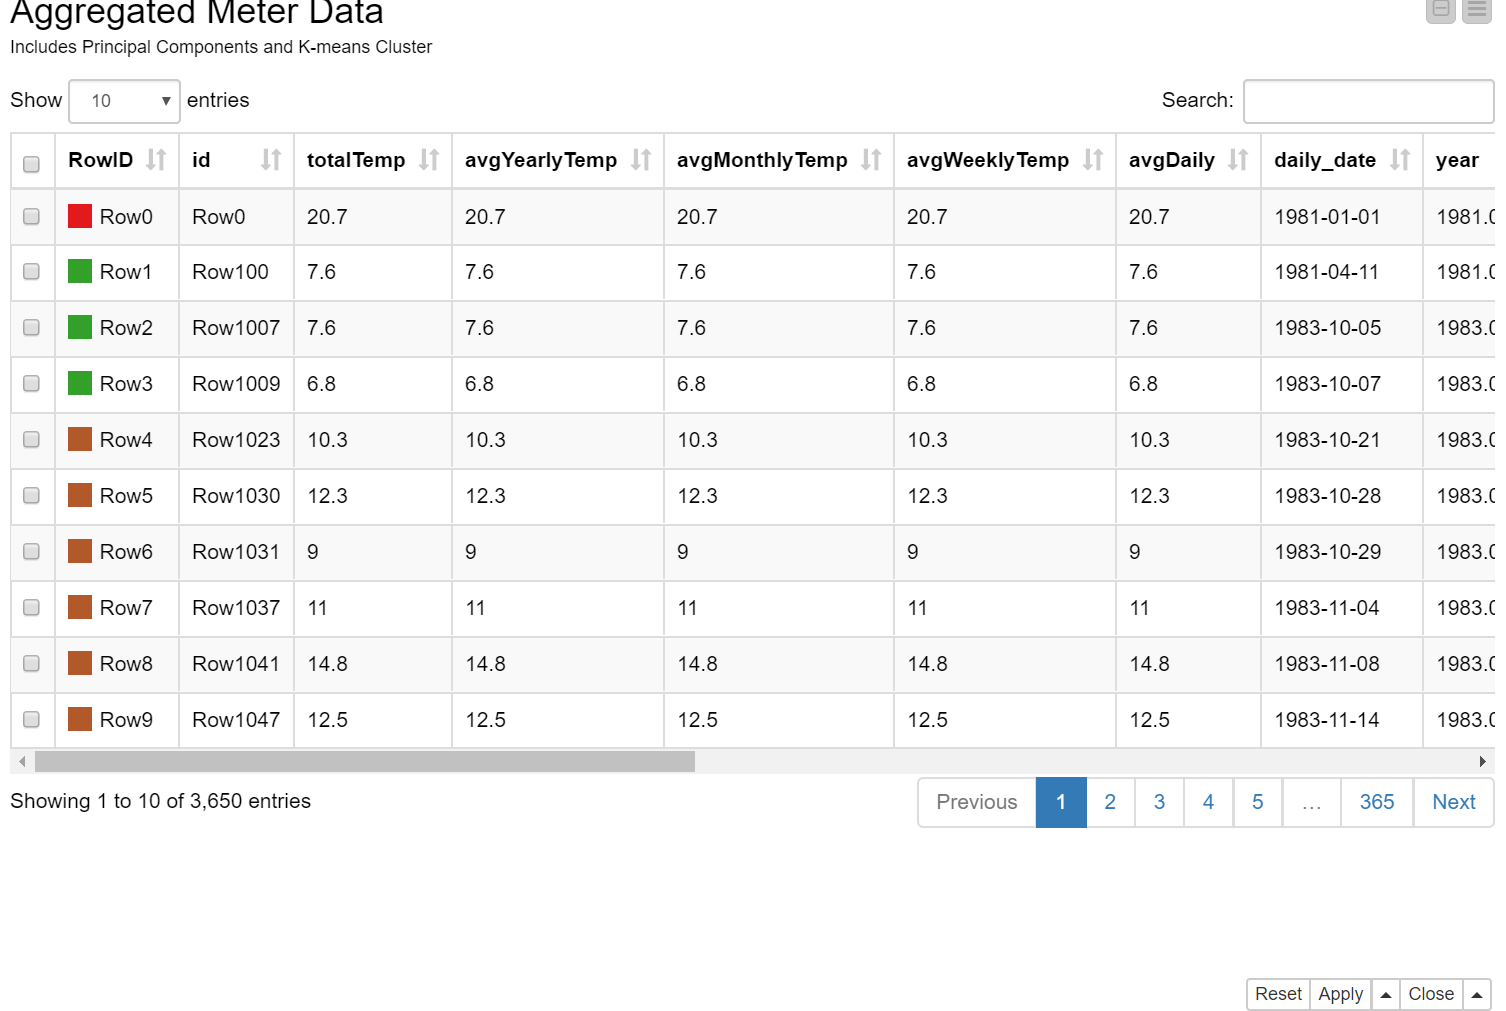 Aggregated Meter Data
Includes Principal Components and K-means Cluster
Show 10 entries Search:
RowID id totalTemp avgYearlyTemp avgMonthlyTemp avgWeeklyTemp avgDaily daily_date year
Row0 Row0 20.7 20.7 20.7 20.7 20.7 1981-01-01 1981.0
Row1 Row100 7.6 7.6 7.6 7.6 7.6 1981-04-11 1981.0
Row2 Row1007 7.6 7.6 7.6 7.6 7.6 1983-10-05 1983.0
Row3 Row1009 6.8 6.8 6.8 6.8 6.8 1983-10-07 1983.0
Row4 Row1023 10.3 10.3 10.3 10.3 10.3 1983-10-21 1983.0
Row5 Row1030 12.3 12.3 12.3 12.3 12.3 1983-10-28 1983.0
Row6 Row1031 9 9 9 9 9 1983-10-29 1983.0
Row7 Row1037 11 11 11 11 11 1983-11-04 1983.0
Row8 Row1041 14.8 14.8 14.8 14.8 14.8 1983-11-08 1983.0
Row9 Row1047 12.5 12.5 12.5 12.5 12.5 1983-11-14 1983.0
Showing 1 to 10 of 3,650 entries Previous 1 2 3 4 5 … 365 Next
Reset Apply Close